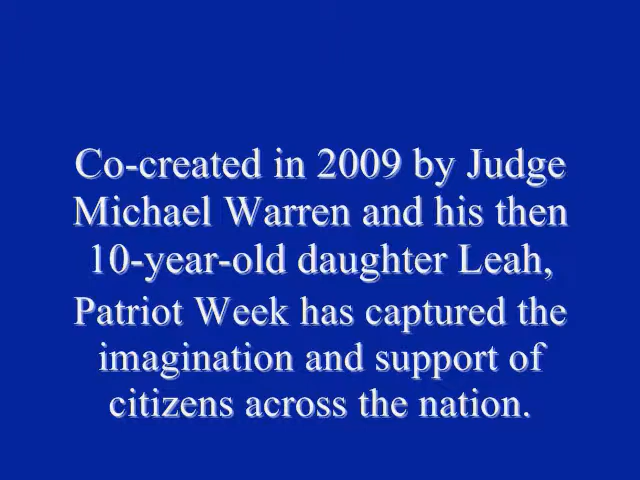 Co-created in 2009 by Judge
Michael Warren and his then
10-year-old daughter Leah,
Patriot Week has captured the
imagination and support of
citizens across the nation.